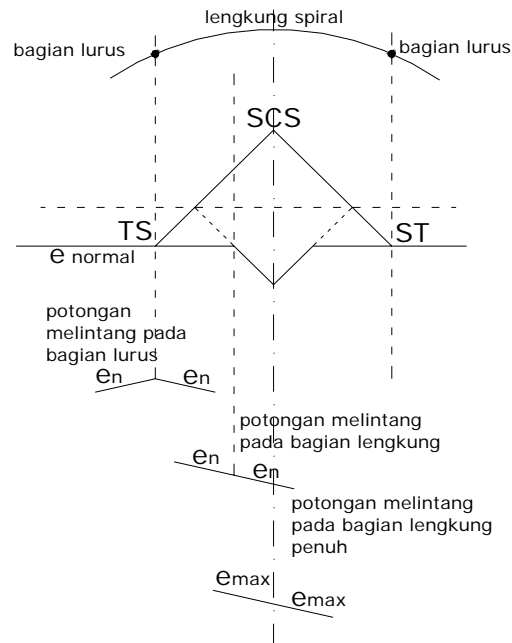 lengkung spiral
bagian lurus
bagian lurus
SCS
TS
ST
e normal
potongan
melintang pada
bagian lurus
en en
potongan melintang
pada bagian lengkung
en en
potongan melintang
pada bagian lengkung
penuh
emax
emax